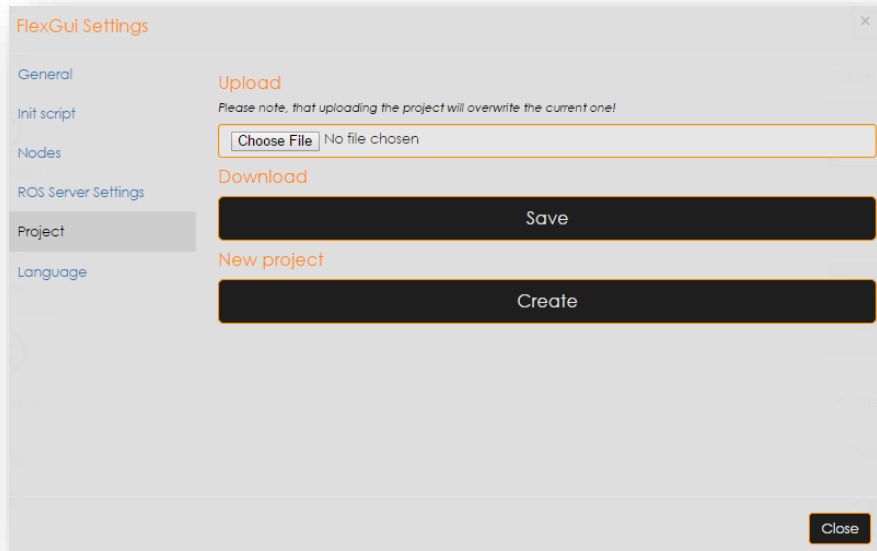 FlexGui Settings
×
General
Init script
Nodes
ROS Server Settings
Project
Language
Upload
Please note, that uploading the project will overwrite the current one!
Choose File No file chosen
Download
Save
New project
Create
Close